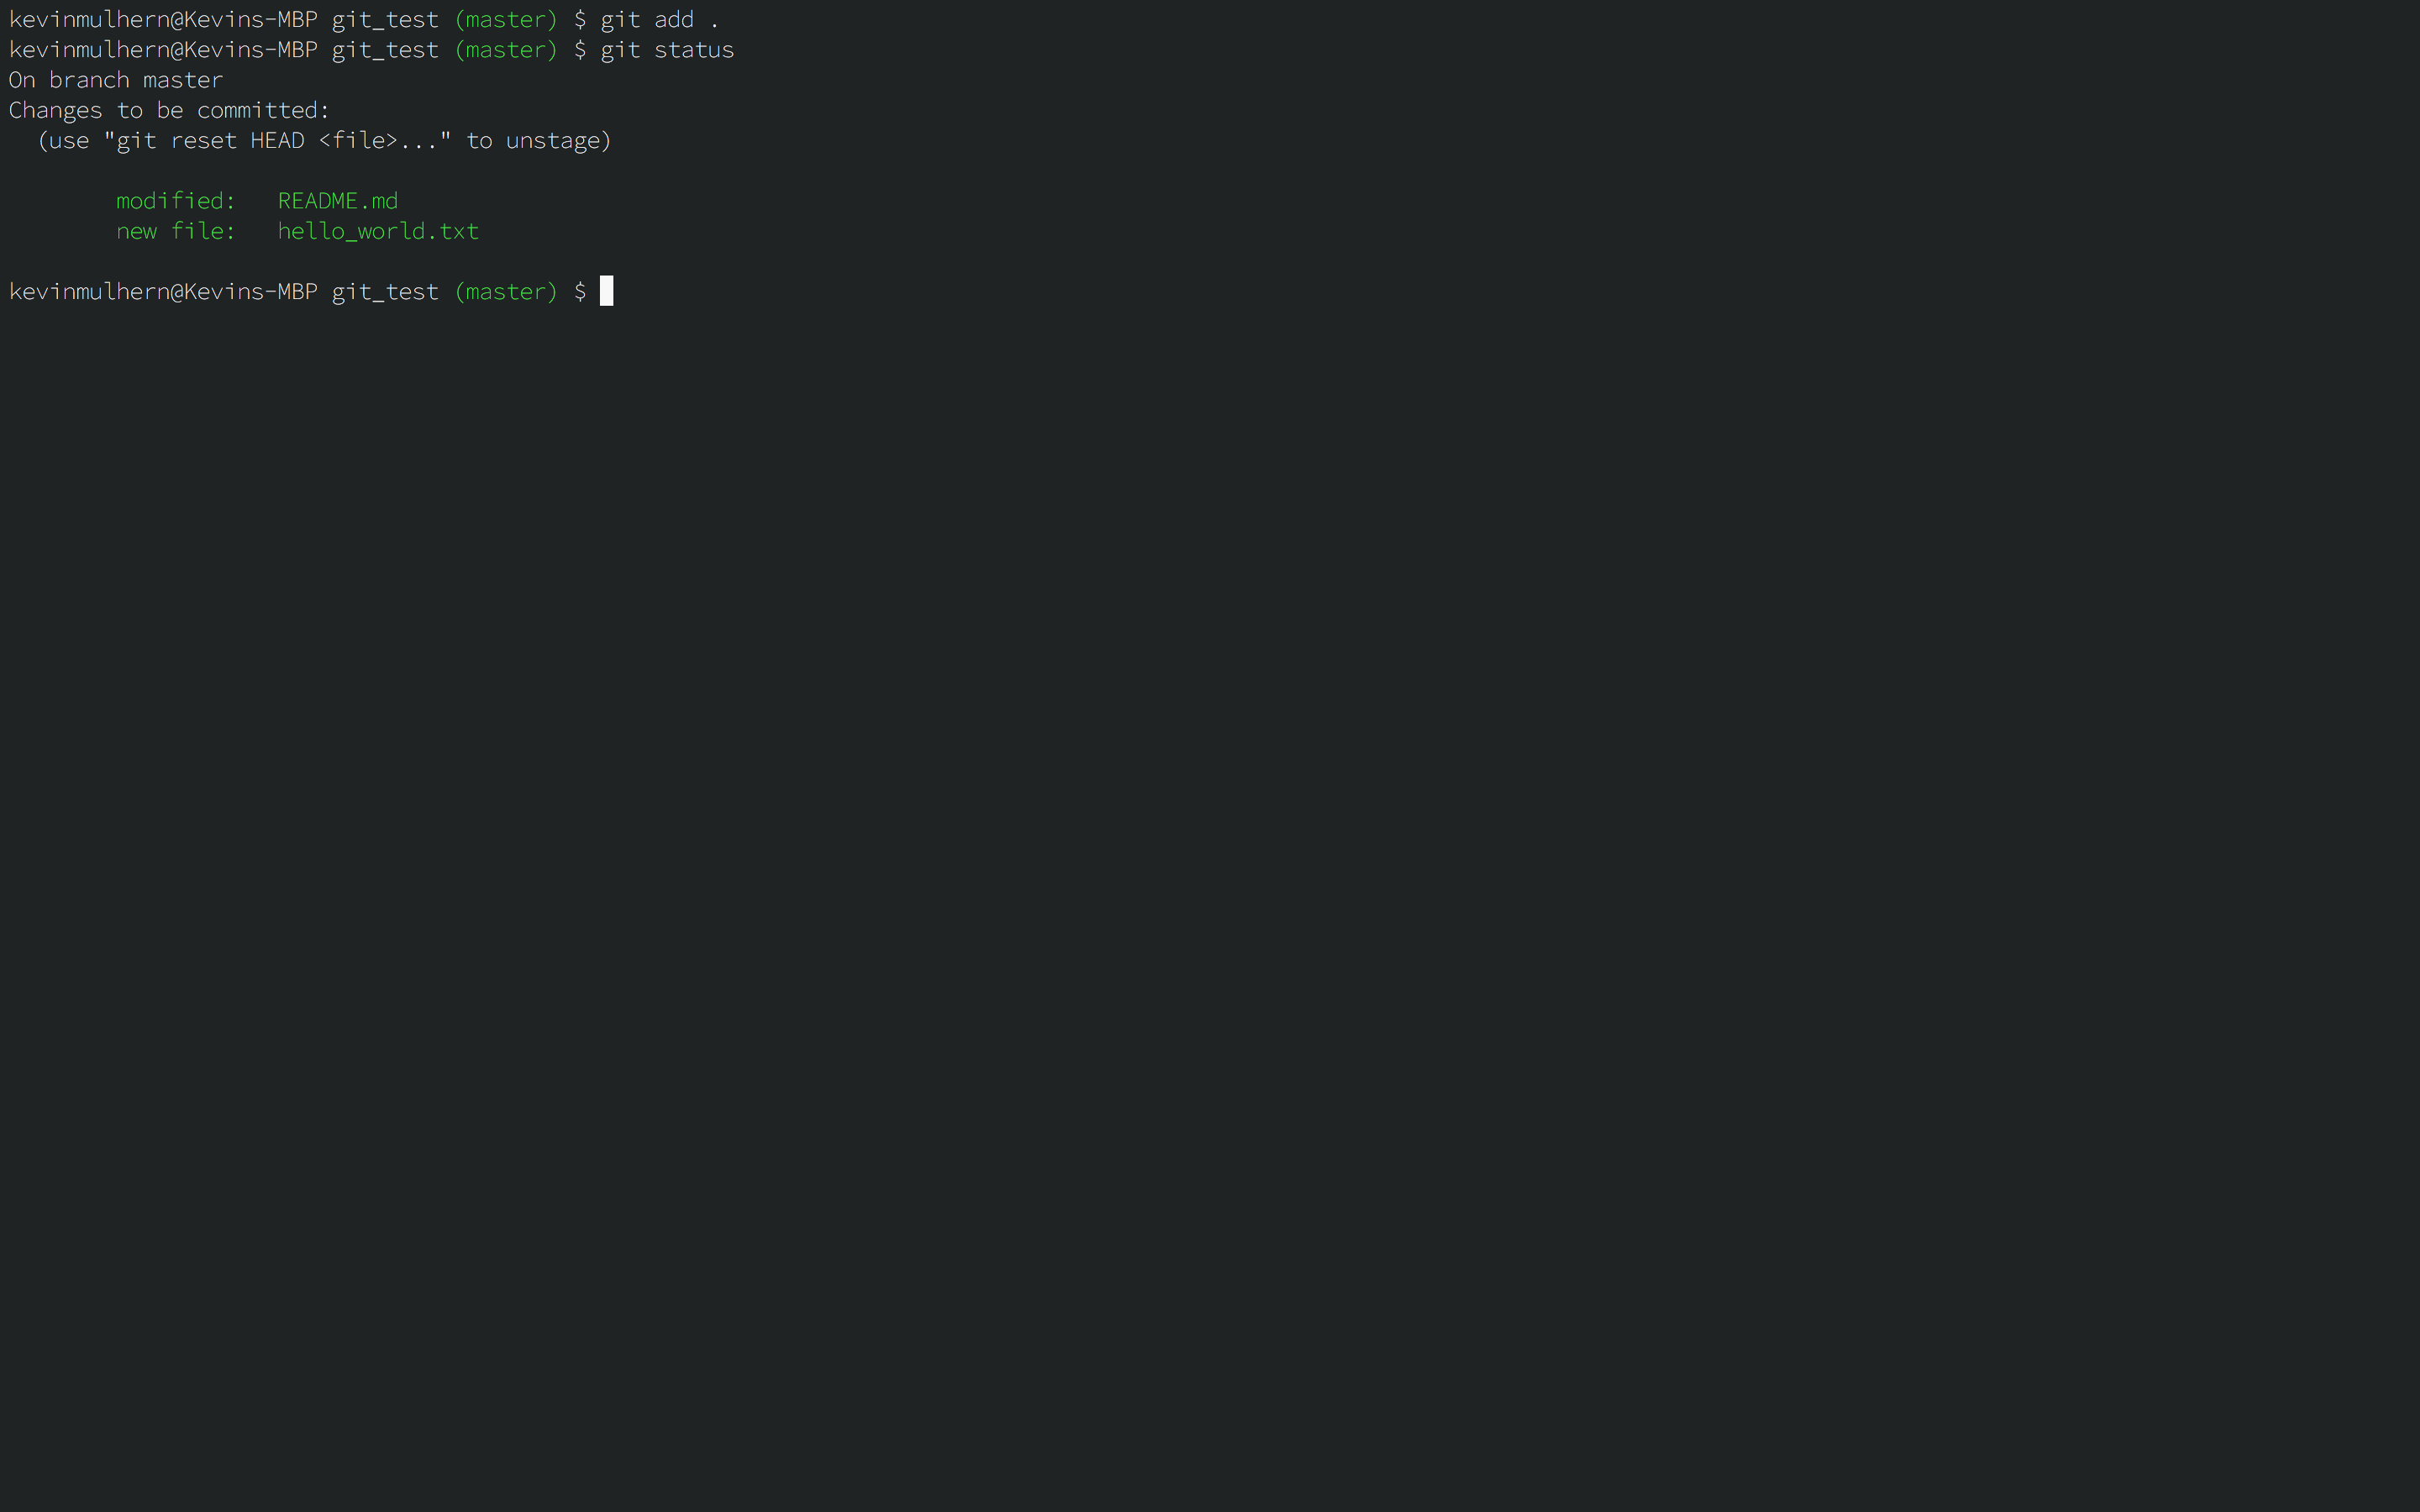 kevinmulhern@Kevins-MBP git_test (master) $ git add .
kevinmulhern@Kevins-MBP git_test (master) $ git status
On branch master
Changes to be committed:
  (use "git reset HEAD <file>..." to unstage)
        modified:   README.md
        new file:   hello_world.txt
kevinmulhern@Kevins-MBP git_test (master) $